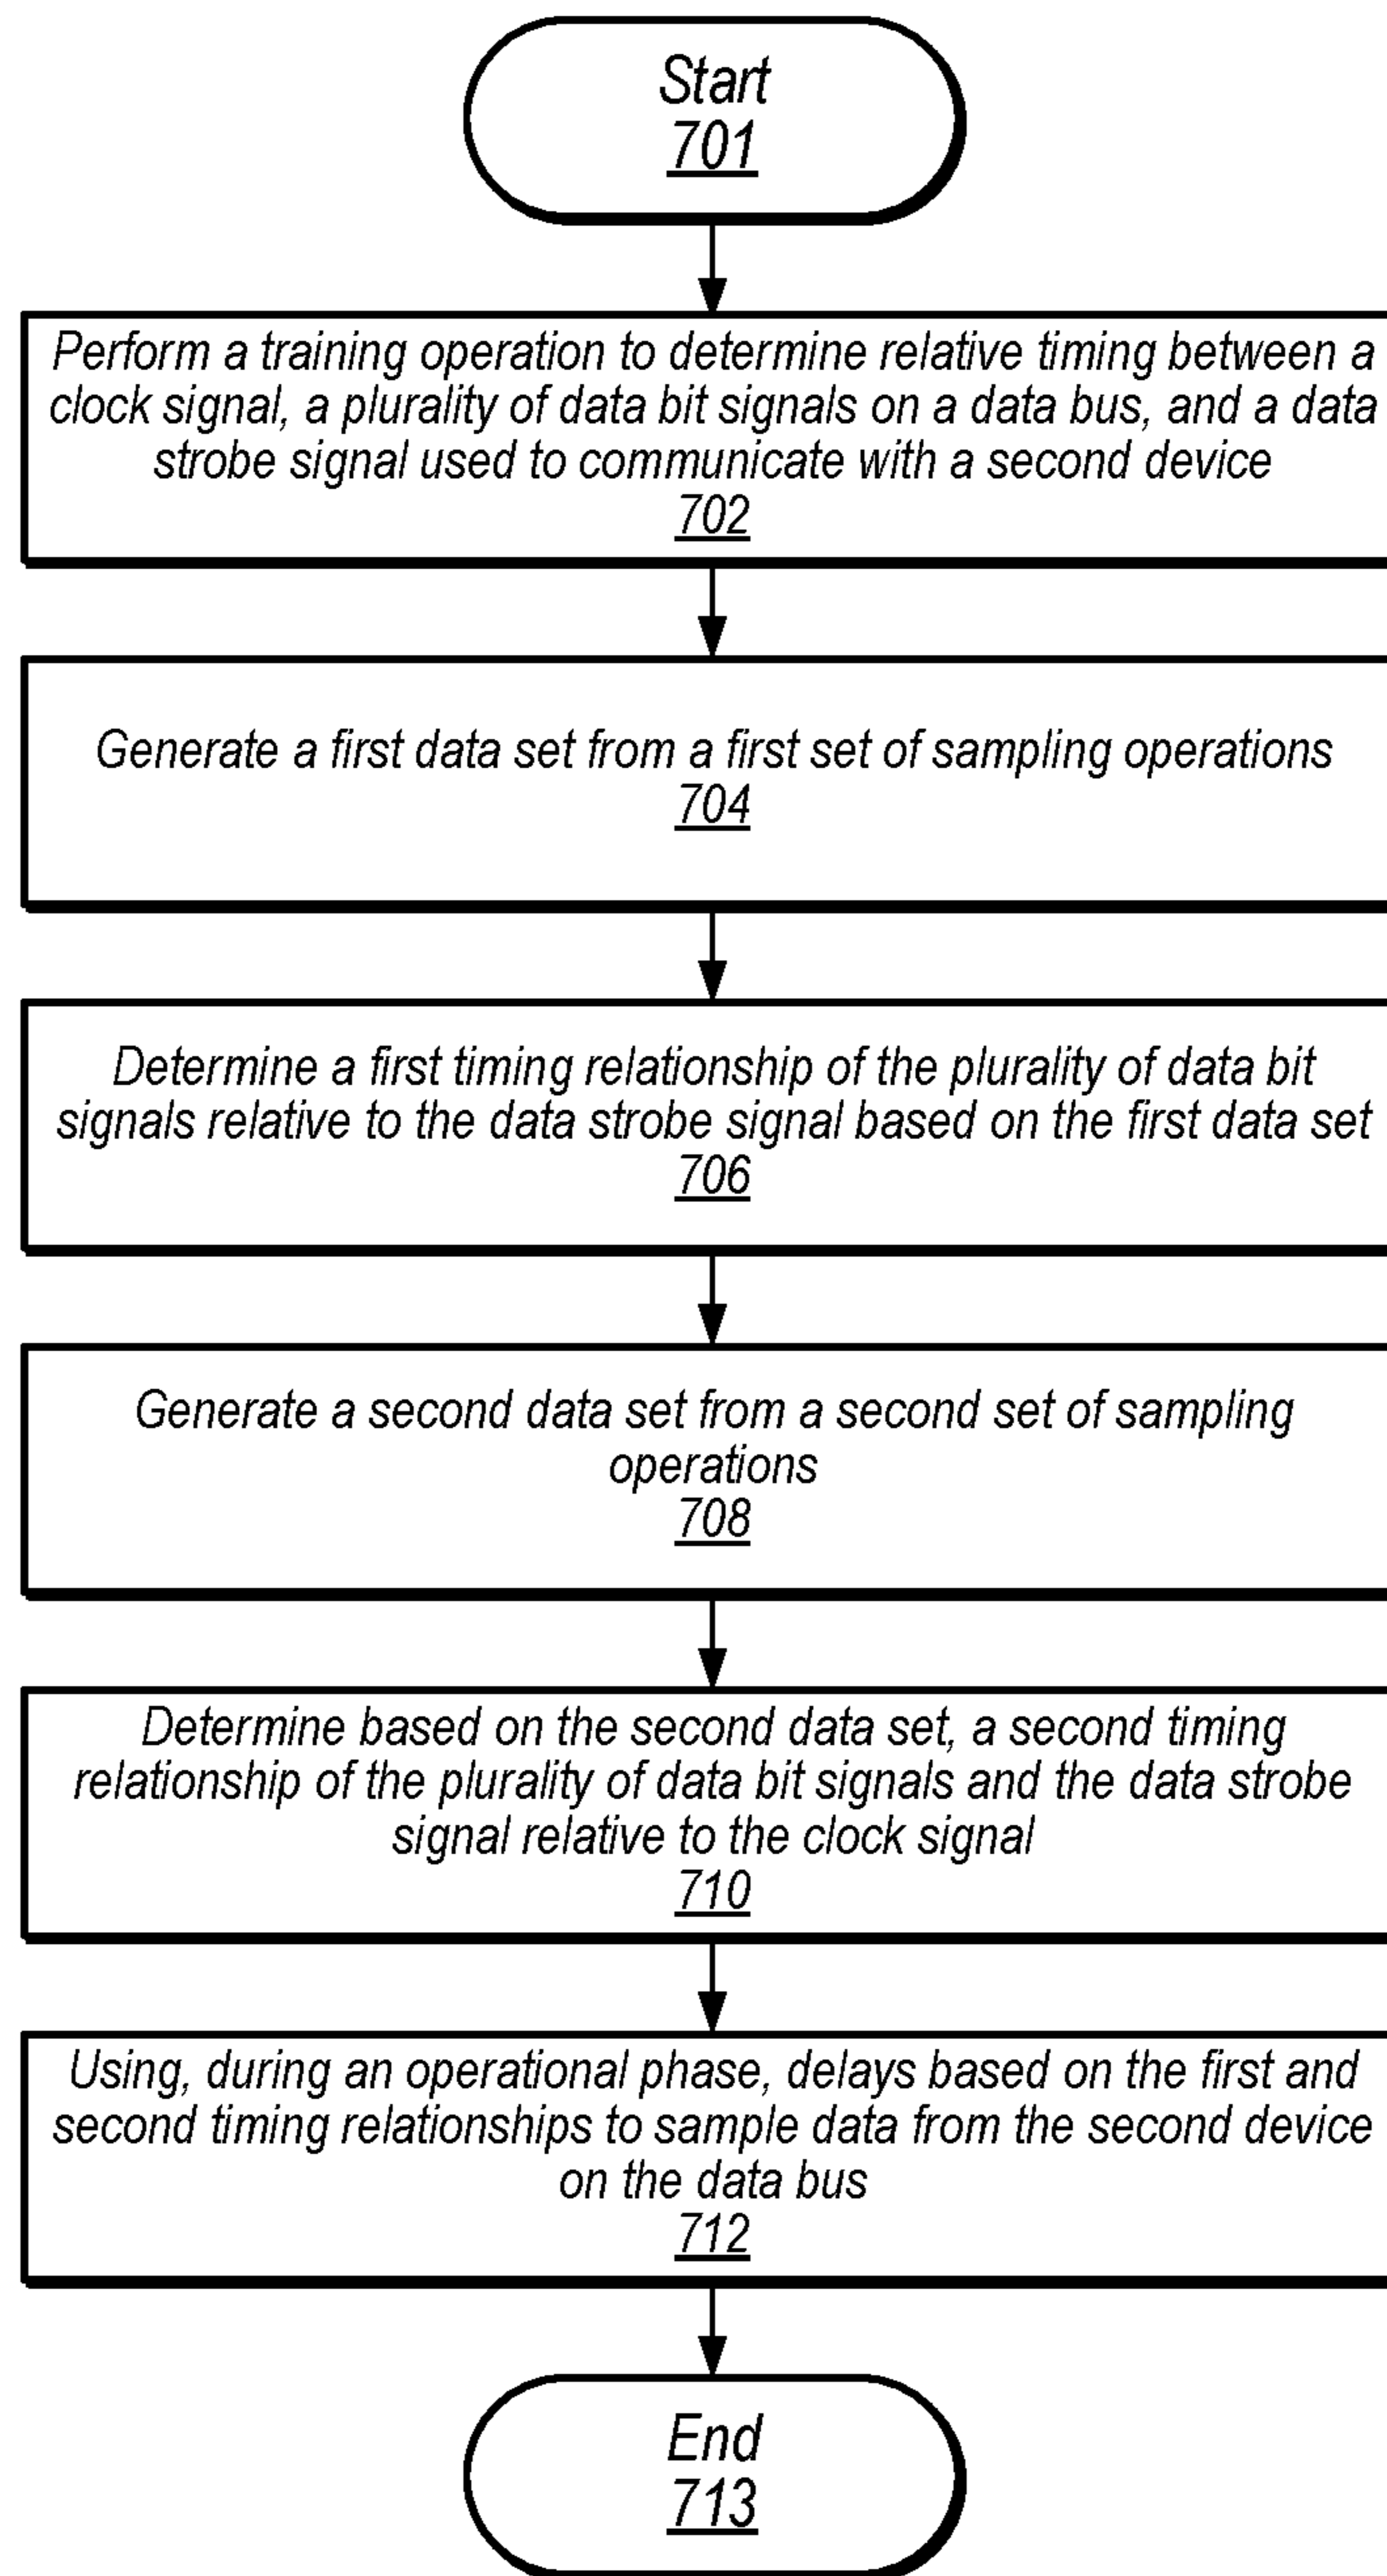 Start
701
Perform a training operation to determine relative timing between a
clock signal, a plurality of data bit signals on a data bus, and a data
strobe signal used to communicate with a second device
702
Generate a first data set from a first set of sampling operations
704
Determine a first timing relationship of the plurality of data bit
signals relative to the data strobe signal based on the first data set
706
Generate a second data set from a second set of sampling
operations
708
Determine based on the second data set, a second timing
relationship of the plurality of data bit signals and the data strobe
signal relative to the clock signal
710
Using, during an operational phase, delays based on the first and
second timing relationships to sample data from the second device
on the data bus
712
End
713